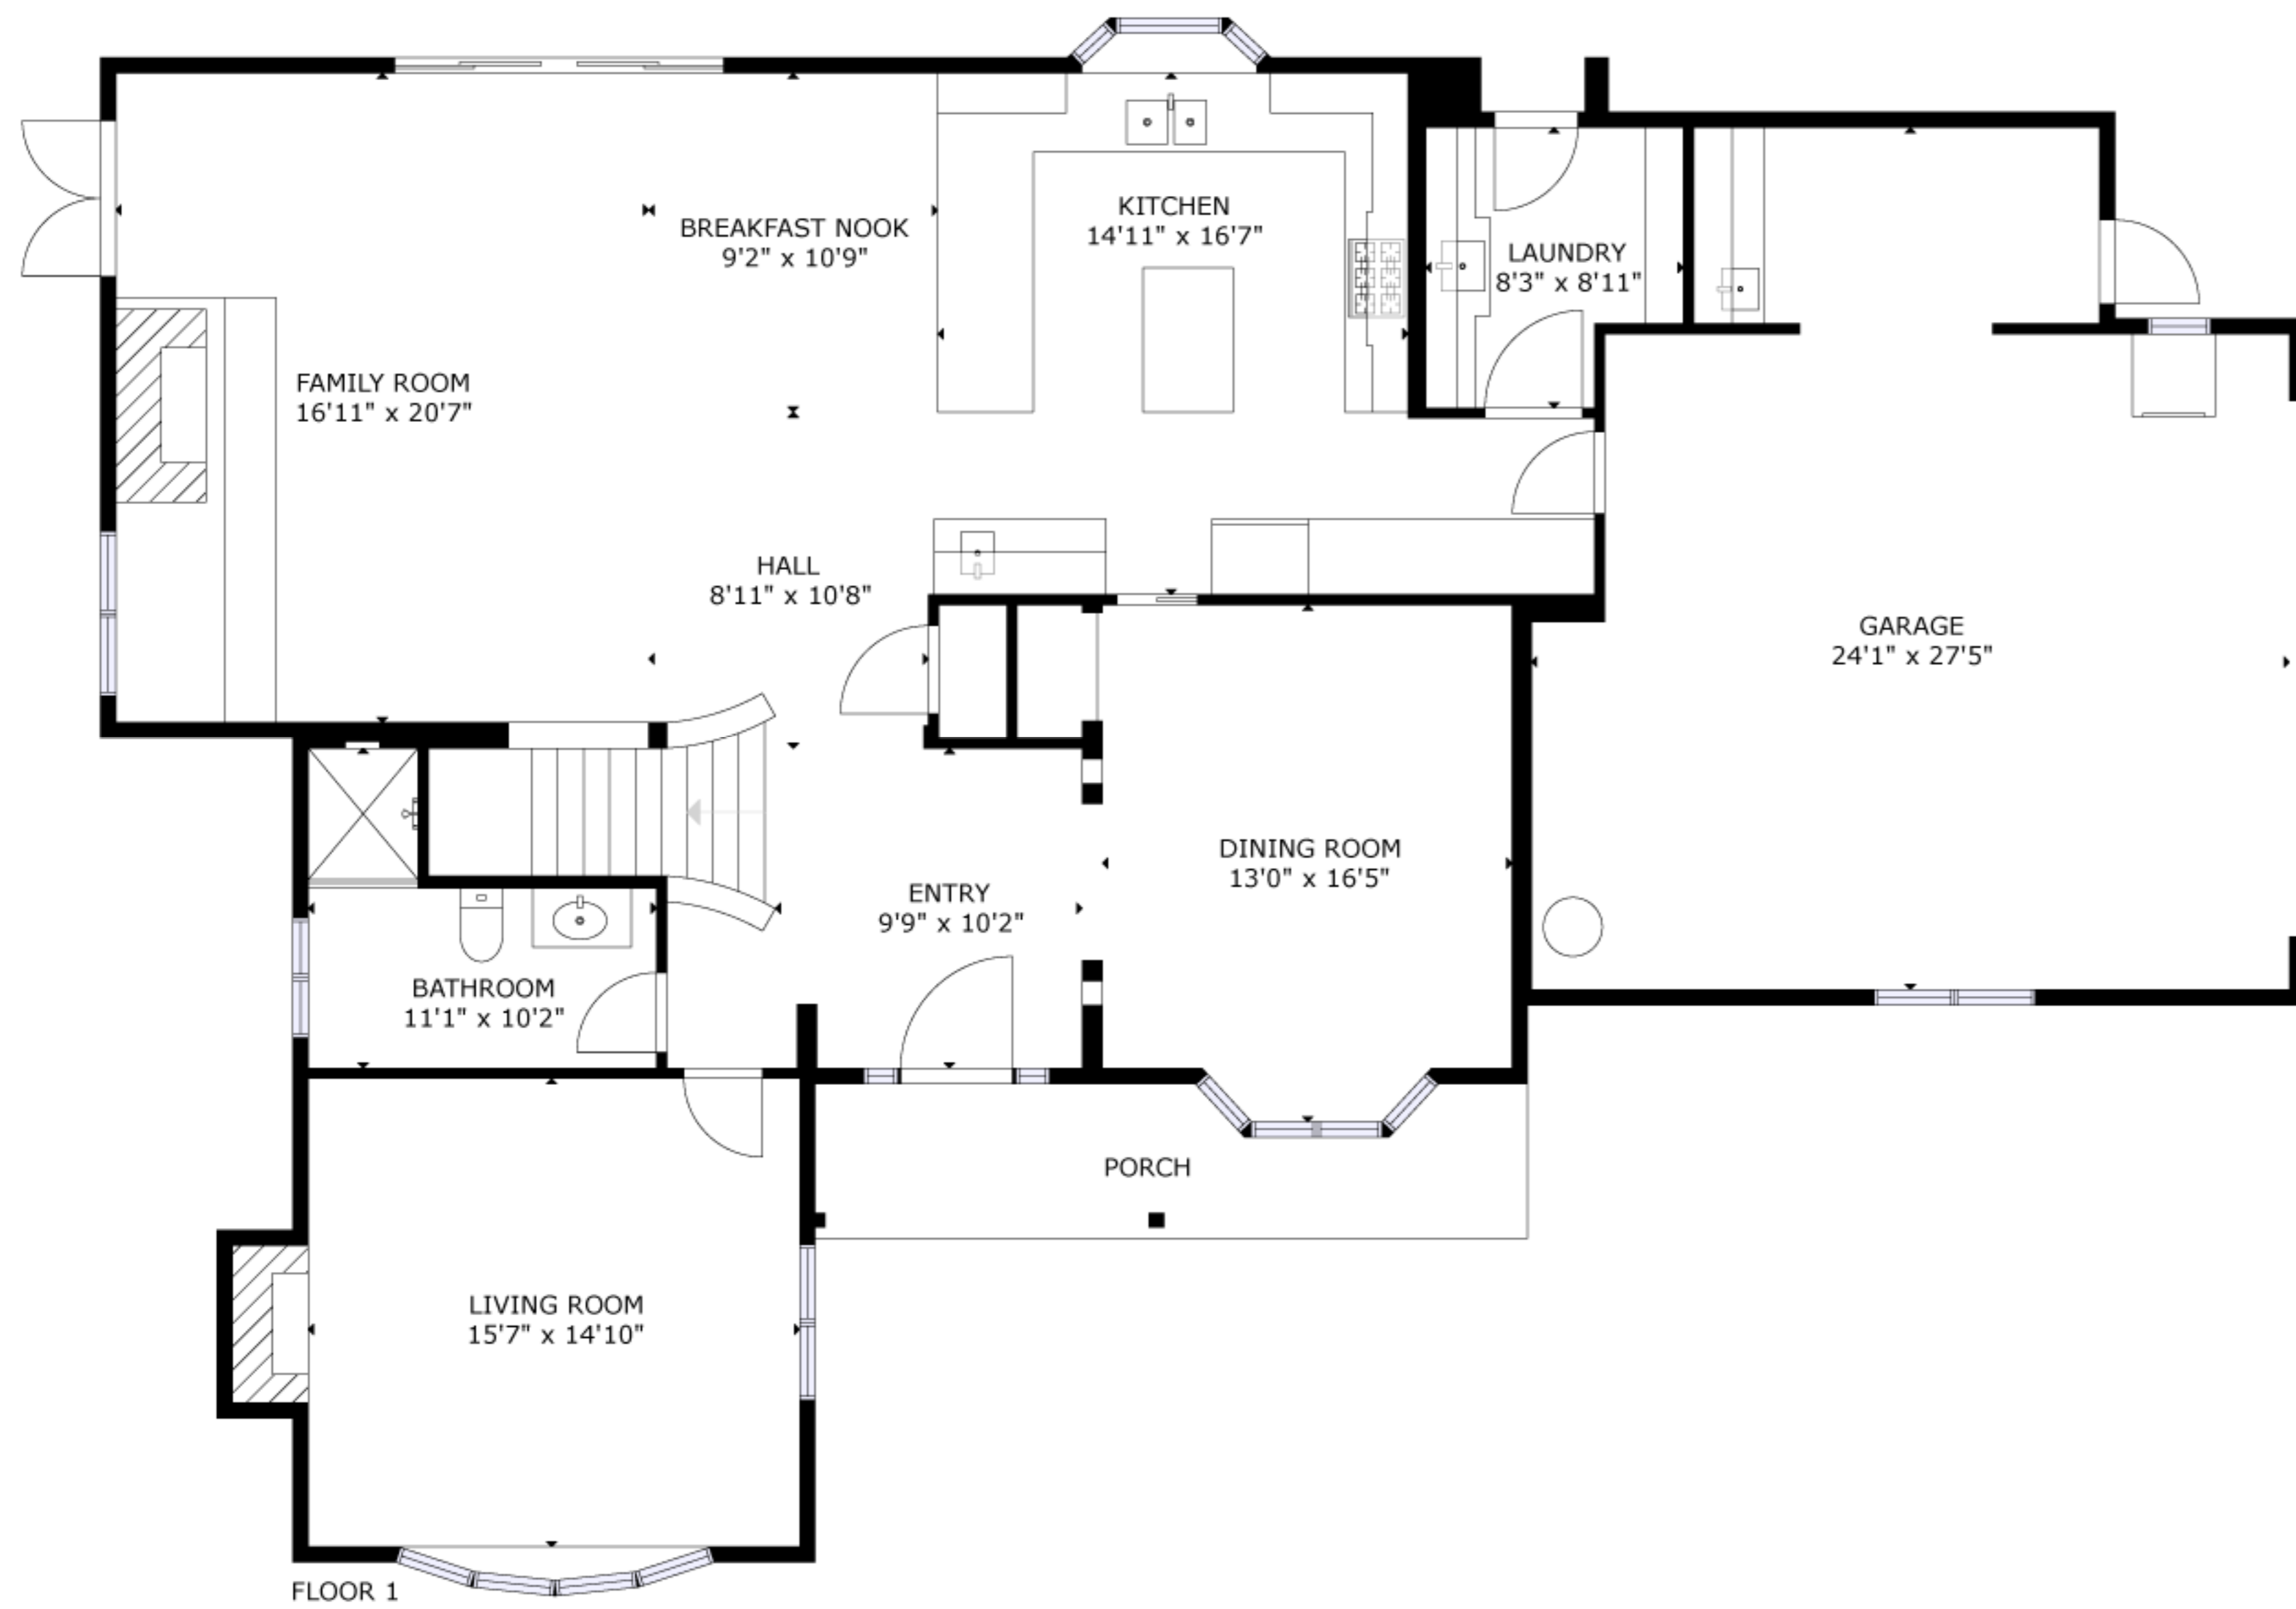 KITCHEN
14'11" x 16'7"
BREAKFAST NOOK
9'2" x 10'9"
LAUNDRY
8'3" x 8'11"
FAMILY ROOM
16'11" x 20'7"
HALL
8'11" x 10'8"
GARAGE
24'1" x 27'5"
DINING ROOM
13'0" x 16'5"
ENTRY
9'9" x 10'2"
BATHROOM
11'1" x 10'2"
PORCH
LIVING ROOM
15'7" x 14'10"
FLOOR 1